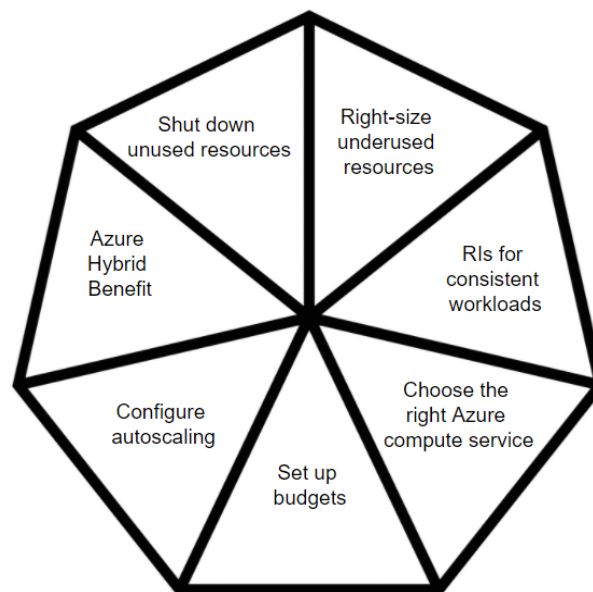 Shut down
unused resources
Right-size
underused
resources
Azure
Hybrid
Benefit
RIs for
consistent
workloads
Configure
autoscaling
Choose the
right Azure
compute service
Set up
budgets